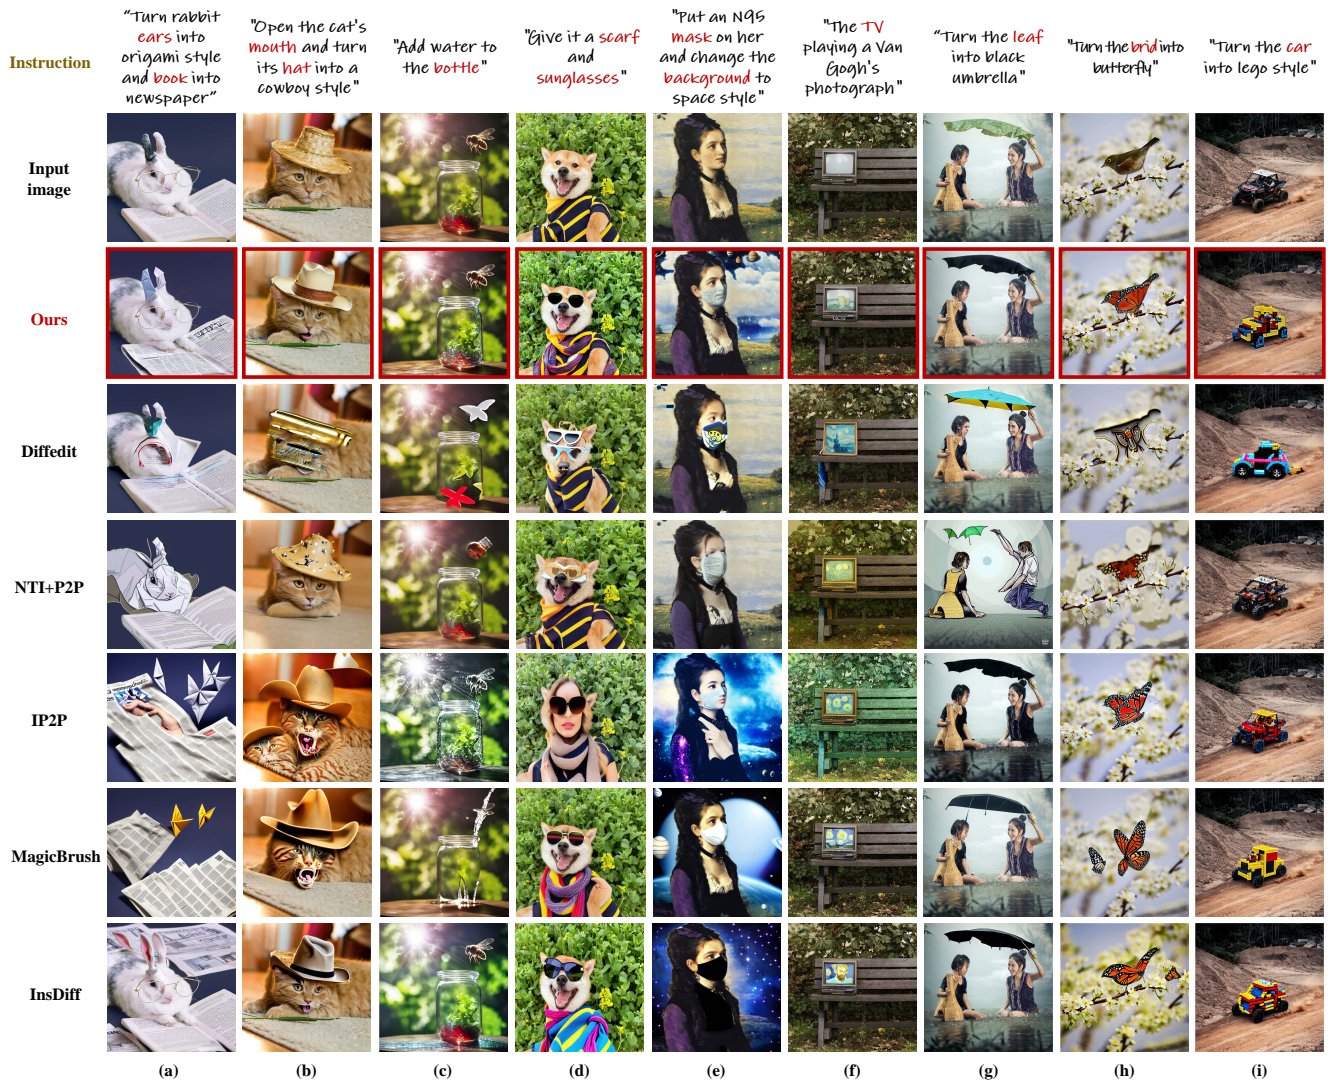 Instruction
"Turn rabbit
ears into
origami style
and book into
newspaper"
"Open the cat's
mouth and turn
its hat into a
cowboy style"
"Add water to
the bottle"
"Give it a scarf
and
sunglasses"
"Put an N95
mask on her
and change the
background to
space style"
"The TV
playing a Van
Gogh's
photograph"
"Turn the leaf
into black
umbrella"
"Turn the brid into
butterfly"
"Turn the car
into lego style"
Input
image
Ours
Diffedit
NTI+P2P
IP2P
MagicBrush
InsDiff
(a)
(b)
(c)
(d)
(e)
(f)
(g)
(h)
(i)